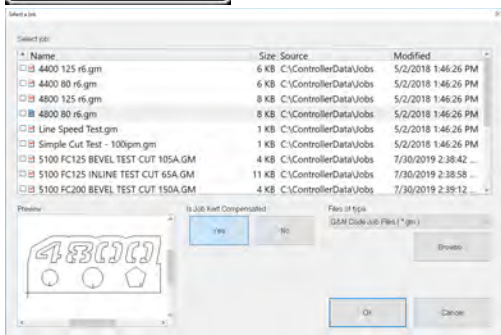 Select a job
Select job:
Name Size Source Modified
4400 125 r6.gm 6 KB C:\ControllerData\Jobs 5/2/2018 1:46:26 PM
4400 80 r6.gm 6 KB C:\ControllerData\Jobs 5/2/2018 1:46:26 PM
4800 125 r6.gm 8 KB C:\ControllerData\Jobs 5/2/2018 1:46:26 PM
4800 80 r6.gm 8 KB C:\ControllerData\Jobs 5/2/2018 1:46:26 PM
Line Speed Test.gm 1 KB C:\ControllerData\Jobs 5/2/2018 1:46:26 PM
Simple Cut Test - 100ipm.gm 1 KB C:\ControllerData\Jobs 5/2/2018 1:46:26 PM
5100 FC125 BEVEL TEST CUT 105A.GM 4 KB C:\ControllerData\Jobs 7/30/2019 2:38:42 ...
5100 FC125 INLINE TEST CUT 65A.GM 11 KB C:\ControllerData\Jobs 7/30/2019 2:38:58 ...
5100 FC200 BEVEL TEST CUT 150A.GM 4 KB C:\ControllerData\Jobs 7/30/2019 2:39:12 ...
Preview Is Job Kerf Compensated Files of type
Yes No G&M Code Job Files (*.gm)
Browse
4800
Ok Cancel